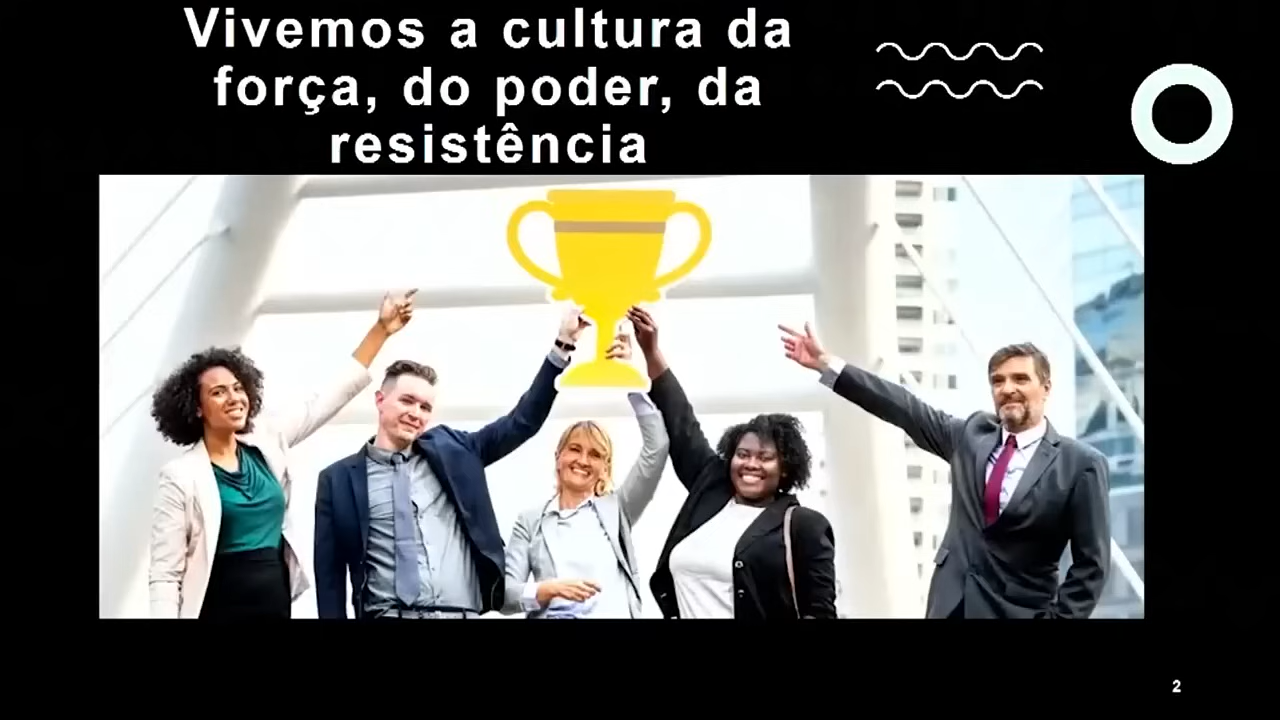 Vivemos a cultura da
força, do poder, da
resistência
2